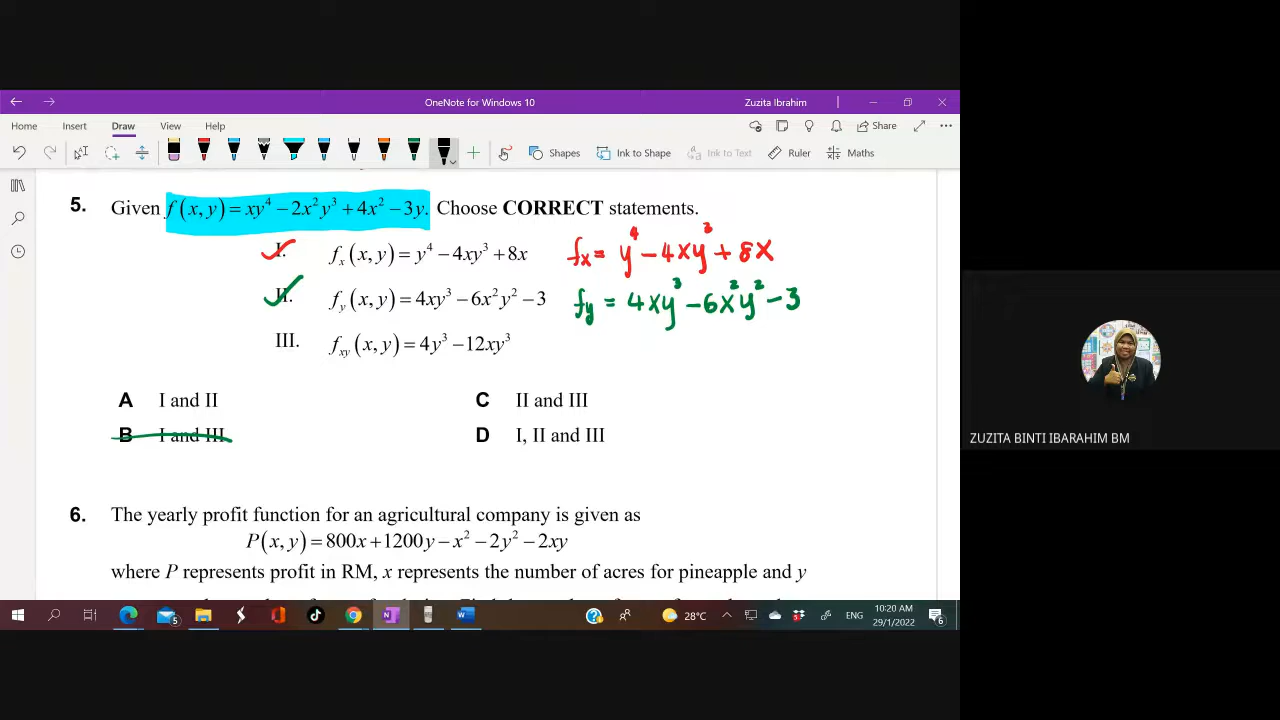 OneNote for Windows 10
Zuzita Ibrahim
Home Insert Draw View Help
Share
Shapes Ink to Shape Ink to Text Ruler Maths
5. Given f(x, y) = xy⁴ − 2x²y³ + 4x² − 3y. Choose CORRECT statements.
I. fₓ(x, y) = y⁴ − 4xy³ + 8x fx = y⁴ − 4xy³ + 8x
II. f_y(x, y) = 4xy³ − 6x²y² − 3 fy = 4xy³ − 6x²y² − 3
III. f_xy(x, y) = 4y³ − 12xy³
A I and II C II and III
B I and III D I, II and III
6. The yearly profit function for an agricultural company is given as
P(x, y) = 800x + 1200y − x² − 2y² − 2xy
where P represents profit in RM, x represents the number of acres for pineapple and y
ZUZITA BINTI IBARAHIM BM
5
28°C
5
ENG
10:20 AM
29/1/2022
6